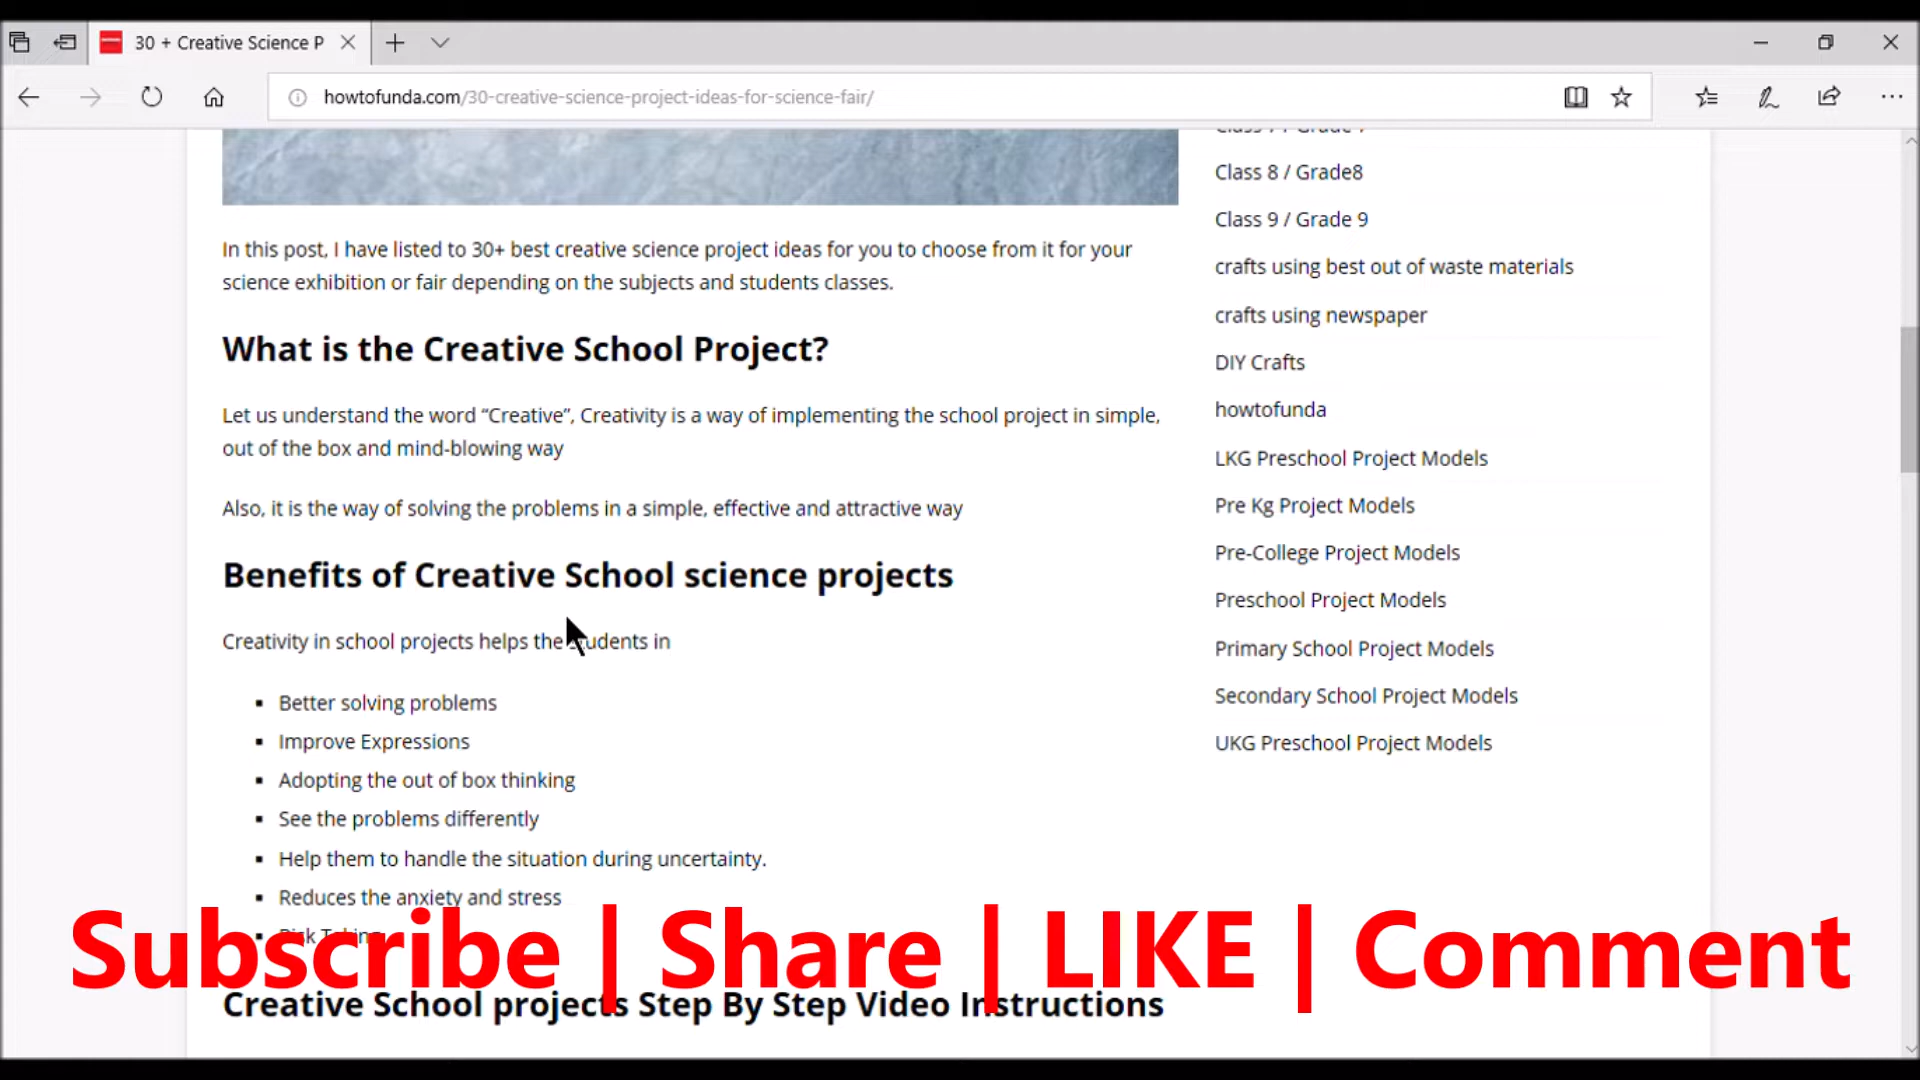 30 + Creative Science P
howtofunda.com/30-creative-science-project-ideas-for-science-fair/
In this post, I have listed to 30+ best creative science project ideas for you to choose from it for your
science exhibition or fair depending on the subjects and students classes.
What is the Creative School Project?
Let us understand the word “Creative”, Creativity is a way of implementing the school project in simple,
out of the box and mind-blowing way
Also, it is the way of solving the problems in a simple, effective and attractive way
Benefits of Creative School science projects
Creativity in school projects helps the students in
Better solving problems
Improve Expressions
Adopting the out of box thinking
See the problems differently
Help them to handle the situation during uncertainty.
Reduces the anxiety and stress
Risk Taking
Subscribe | Share | LIKE | Comment
Creative School projects Step By Step Video Instructions
Class 8 / Grade8
Class 9 / Grade 9
crafts using best out of waste materials
crafts using newspaper
DIY Crafts
howtofunda
LKG Preschool Project Models
Pre Kg Project Models
Pre-College Project Models
Preschool Project Models
Primary School Project Models
Secondary School Project Models
UKG Preschool Project Models